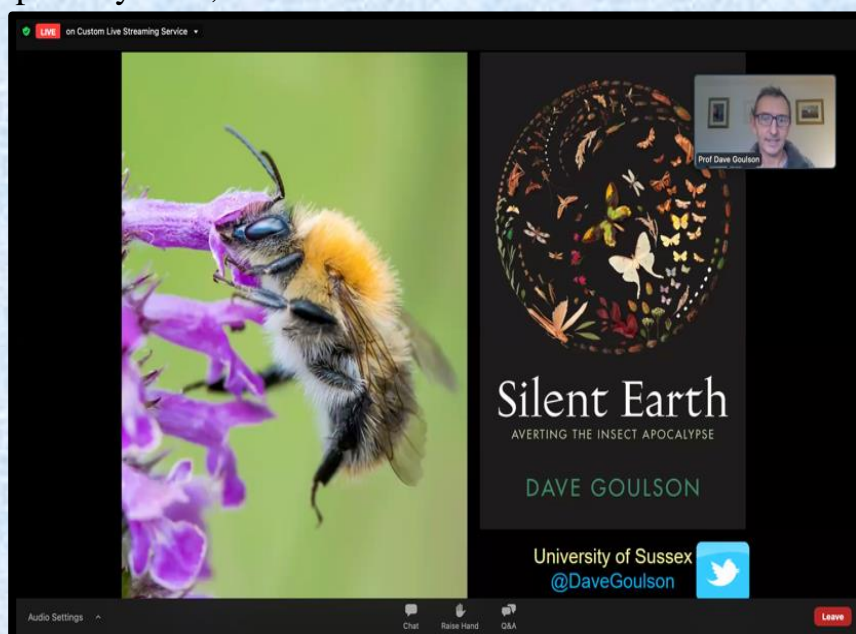 LIVE on Custom Live Streaming Service
Prof Dave Goulson
Silent Earth
AVERTING THE INSECT APOCALYPSE
DAVE GOULSON
University of Sussex
@DaveGoulson
Audio Settings
Chat
Raise Hand
Q&A
Leave